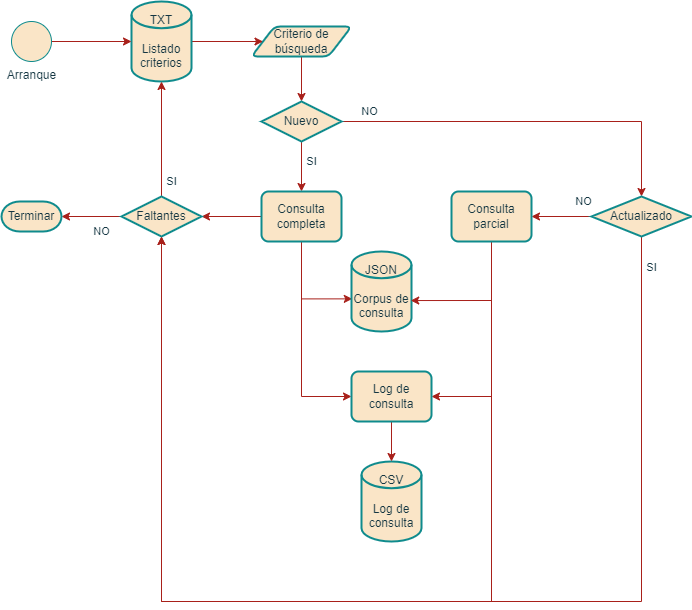 TXT
Listado
criterios
Criterio de
búsqueda
Arranque
NO
Nuevo
SI
SI
NO
Terminar
Faltantes
NO
Consulta
completa
Consulta
parcial
Actualizado
SI
JSON
Corpus de
consulta
Log de
consulta
CSV
Log de
consulta